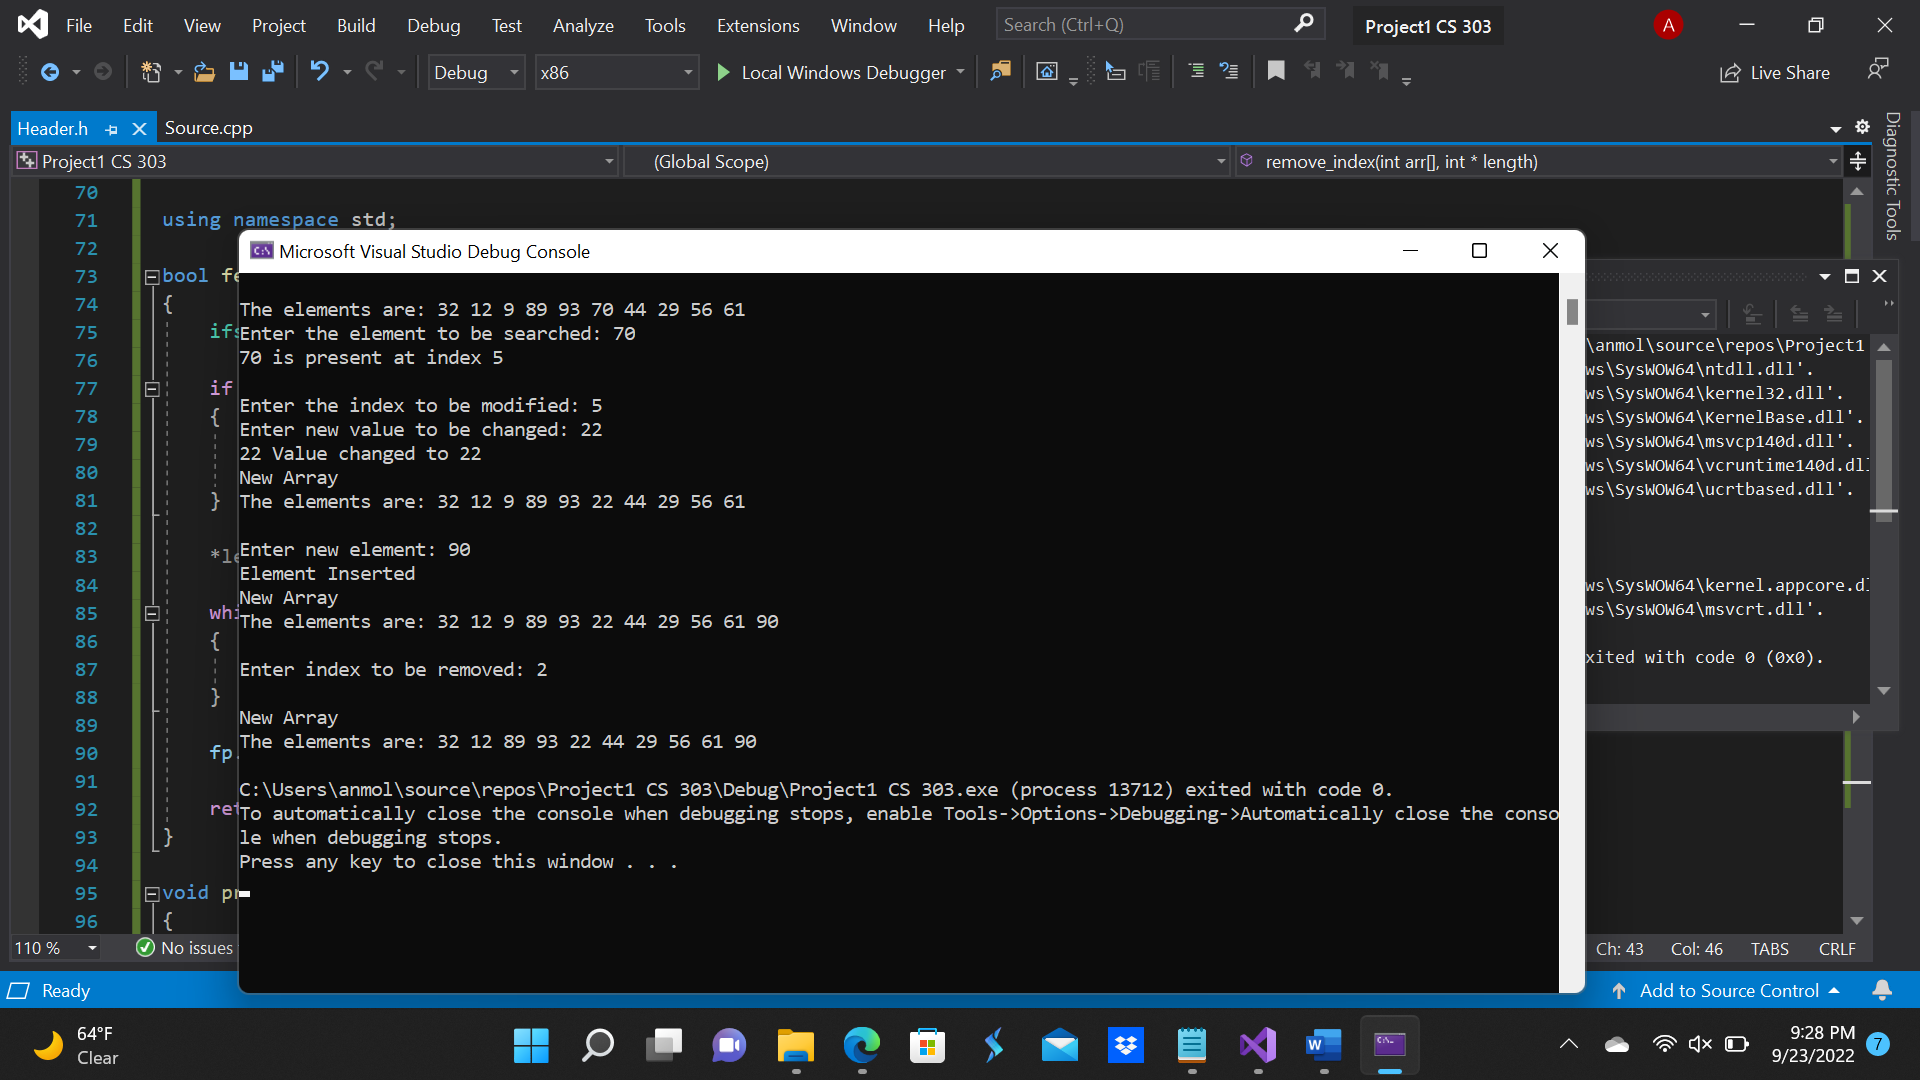 File Edit View Project Build Debug Test Analyze Tools Extensions Window Help Search (Ctrl+Q) Project1 CS 303 A
Debug x86 Local Windows Debugger Live Share
Header.h Source.cpp
Project1 CS 303 (Global Scope) remove_index(int arr[], int * length)
Diagnostic Tools
70
71 using namespace std;
72
73 bool fe
74 {
75 ifs
76
77 if
78 {
79
80
81 }
82
83 *le
84
85 whi
86 {
87
88 }
89
90 fp.
91
92 ret
93 }
94
95 void pr
96 {
Microsoft Visual Studio Debug Console
The elements are: 32 12 9 89 93 70 44 29 56 61
Enter the element to be searched: 70
70 is present at index 5
Enter the index to be modified: 5
Enter new value to be changed: 22
22 Value changed to 22
New Array
The elements are: 32 12 9 89 93 22 44 29 56 61
Enter new element: 90
Element Inserted
New Array
The elements are: 32 12 9 89 93 22 44 29 56 61 90
Enter index to be removed: 2
New Array
The elements are: 32 12 89 93 22 44 29 56 61 90
C:\Users\anmol\source\repos\Project1 CS 303\Debug\Project1 CS 303.exe (process 13712) exited with code 0.
To automatically close the console when debugging stops, enable Tools->Options->Debugging->Automatically close the conso
le when debugging stops.
Press any key to close this window . . .
\anmol\source\repos\Project1
ws\SysWOW64\ntdll.dll'.
ws\SysWOW64\kernel32.dll'.
ws\SysWOW64\KernelBase.dll'.
ws\SysWOW64\msvcp140d.dll'.
ws\SysWOW64\vcruntime140d.dll
ws\SysWOW64\ucrtbased.dll'.
ws\SysWOW64\kernel.appcore.dl
ws\SysWOW64\msvcrt.dll'.
xited with code 0 (0x0).
110 % No issues Ch: 43 Col: 46 TABS CRLF
Ready Add to Source Control
64°F
Clear
9:28 PM
9/23/2022
7